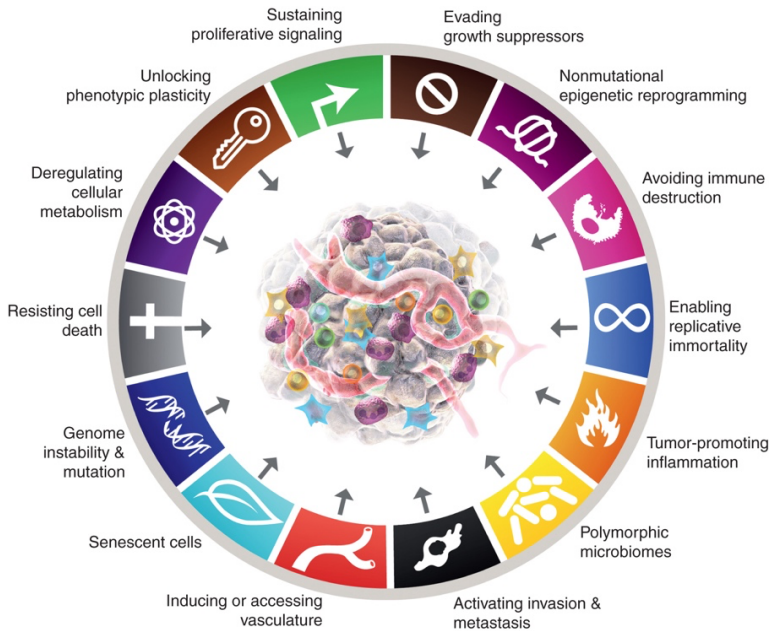 Sustaining
proliferative signaling
Evading
growth suppressors
Nonmutational
epigenetic reprogramming
Avoiding immune
destruction
Enabling
replicative
immortality
Tumor-promoting
inflammation
Polymorphic
microbiomes
Activating invasion &
metastasis
Inducing or accessing
vasculature
Senescent cells
Genome
instability &
mutation
Resisting cell
death
Deregulating
cellular
metabolism
Unlocking
phenotypic plasticity